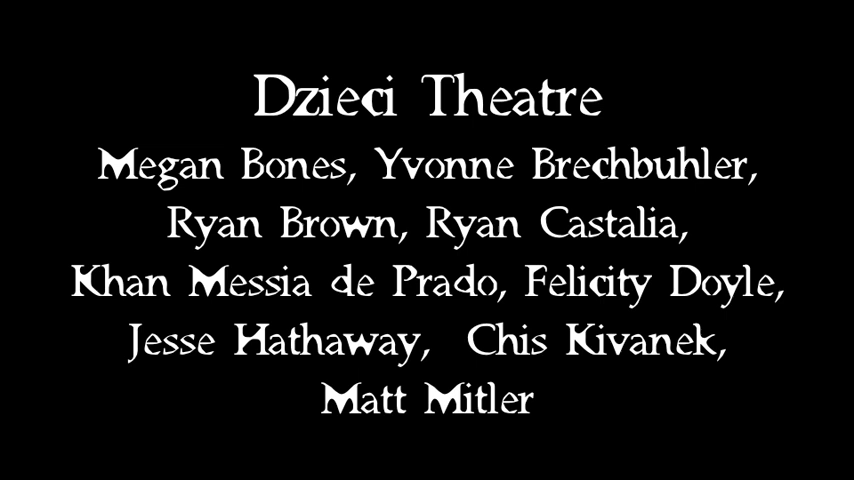 Dzieci Theatre
Megan Bones, Yvonne Brechbuhler,
Ryan Brown, Ryan Castalia,
Khan Messia de Prado, Felicity Doyle,
Jesse Hathaway, Chis Kivanek,
Matt Mitler